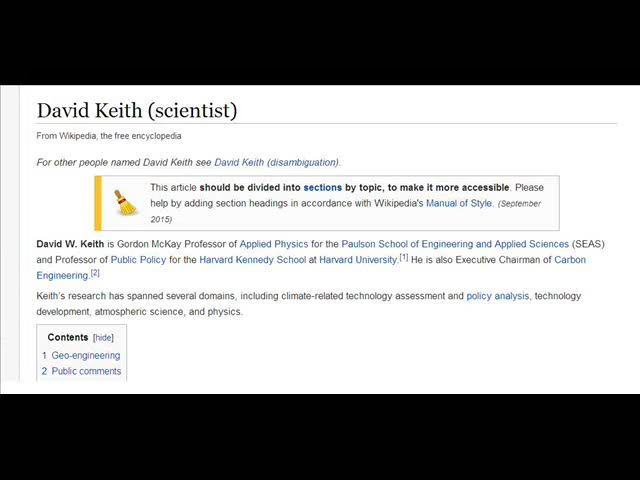 David Keith (scientist)
From Wikipedia, the free encyclopedia
For other people named David Keith see David Keith (disambiguation).
This article should be divided into sections by topic, to make it more accessible. Please
help by adding section headings in accordance with Wikipedia's Manual of Style. (September
2015)
David W. Keith is Gordon McKay Professor of Applied Physics for the Paulson School of Engineering and Applied Sciences (SEAS)
and Professor of Public Policy for the Harvard Kennedy School at Harvard University.[1] He is also Executive Chairman of Carbon
Engineering.[2]
Keith's research has spanned several domains, including climate-related technology assessment and policy analysis, technology
development, atmospheric science, and physics.
Contents [hide]
1 Geo-engineering
2 Public comments